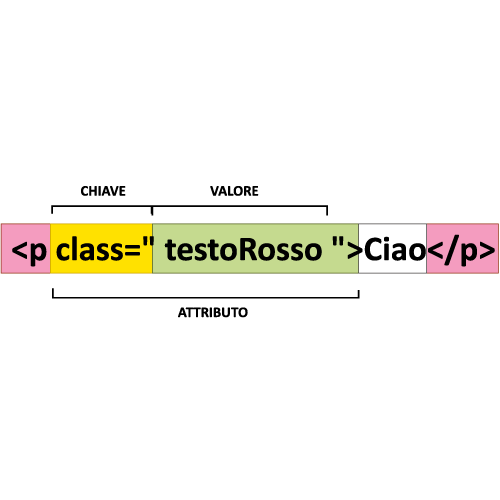 CHIAVE VALORE
<p class=" testoRosso ">Ciao</p>
ATTRIBUTO